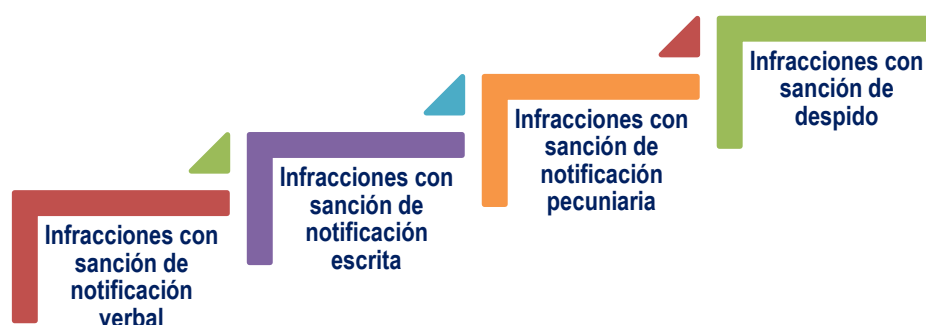 Infracciones con
sanción de
notificación
verbal
Infracciones con
sanción de
notificación
escrita
Infracciones con
sanción de
notificación
pecuniaria
Infracciones con
sanción de
despido